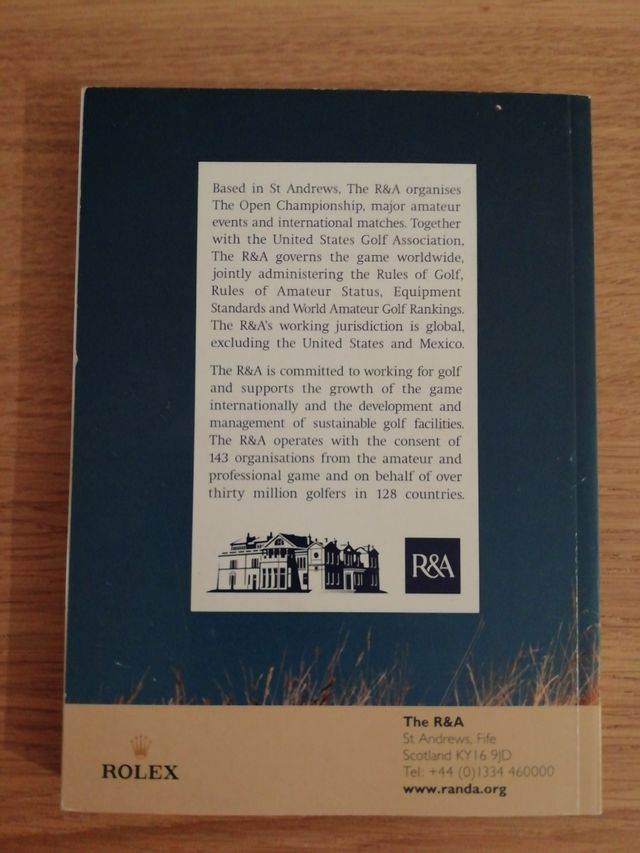 Based in St Andrews, The R&A organises
The Open Championship, major amateur
events and international matches. Together
with the United States Golf Association,
The R&A governs the game worldwide,
jointly administering the Rules of Golf,
Rules of Amateur Status, Equipment
Standards and World Amateur Golf Rankings.
The R&A's working jurisdiction is global,
excluding the United States and Mexico.
The R&A is committed to working for golf
and supports the growth of the game
internationally and the development and
management of sustainable golf facilities.
The R&A operates with the consent of
143 organisations from the amateur and
professional game and on behalf of over
thirty million golfers in 128 countries.
R&A
ROLEX
The R&A
St Andrews, Fife
Scotland KY16 9JD
Tel: +44 (0)1334 460000
www.randa.org